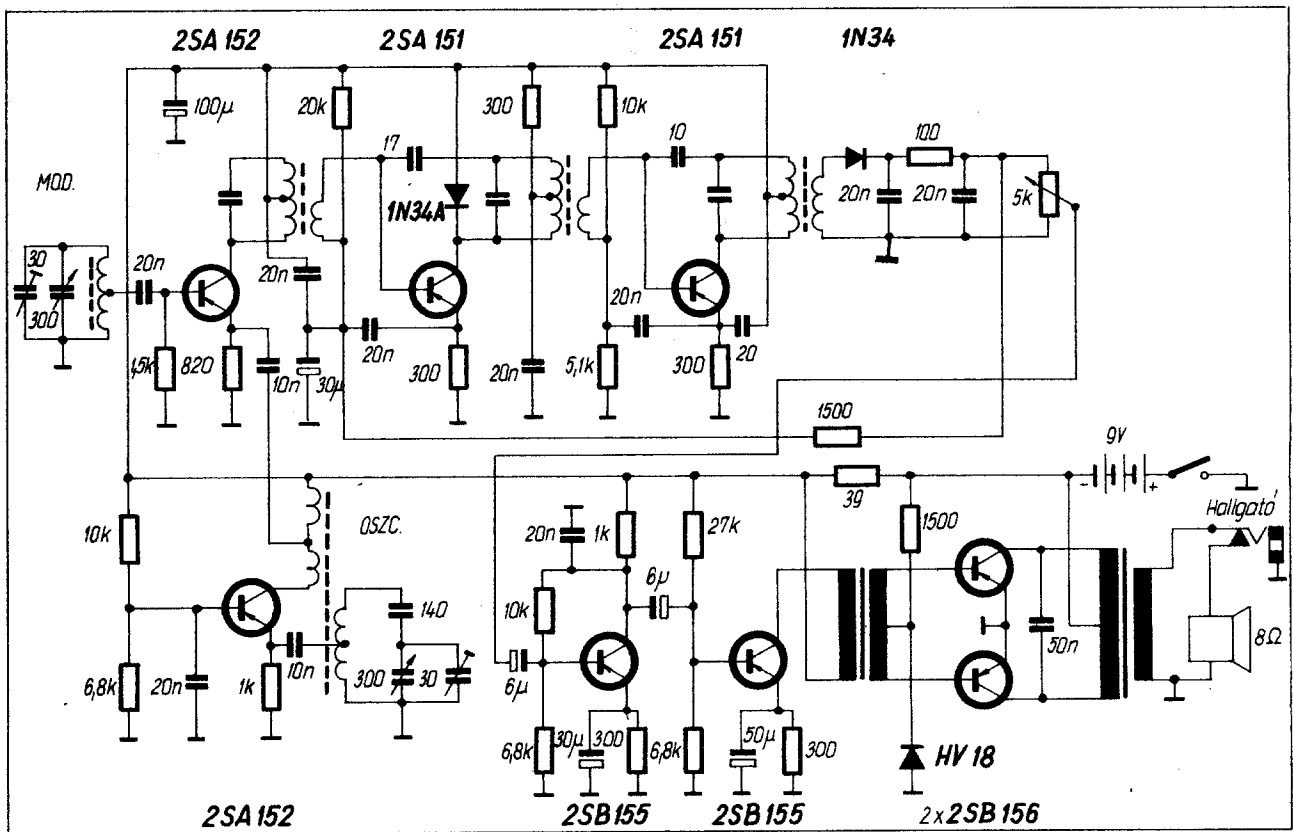 2SA 152
2SA 151
2SA 151
1N34
100µ
20k
300
10k
17
10
100
MOD.
1N34A
20n
20n
5k
30
20n
20n
300
20n
1,5k
820
10n
30µ
20n
300
20n
5,1k
300
20
1500
9V
- +
39
Hallgató
10k
OSZC.
20n
1k
27k
1500
6µ
10k
140
50n
8Ω
6,8k
20n
1k
10n
300
30
6µ
6,8k
30µ
300
6,8k
50µ
300
HV 18
2SA 152
2SB 155
2SB 155
2x 2SB 156